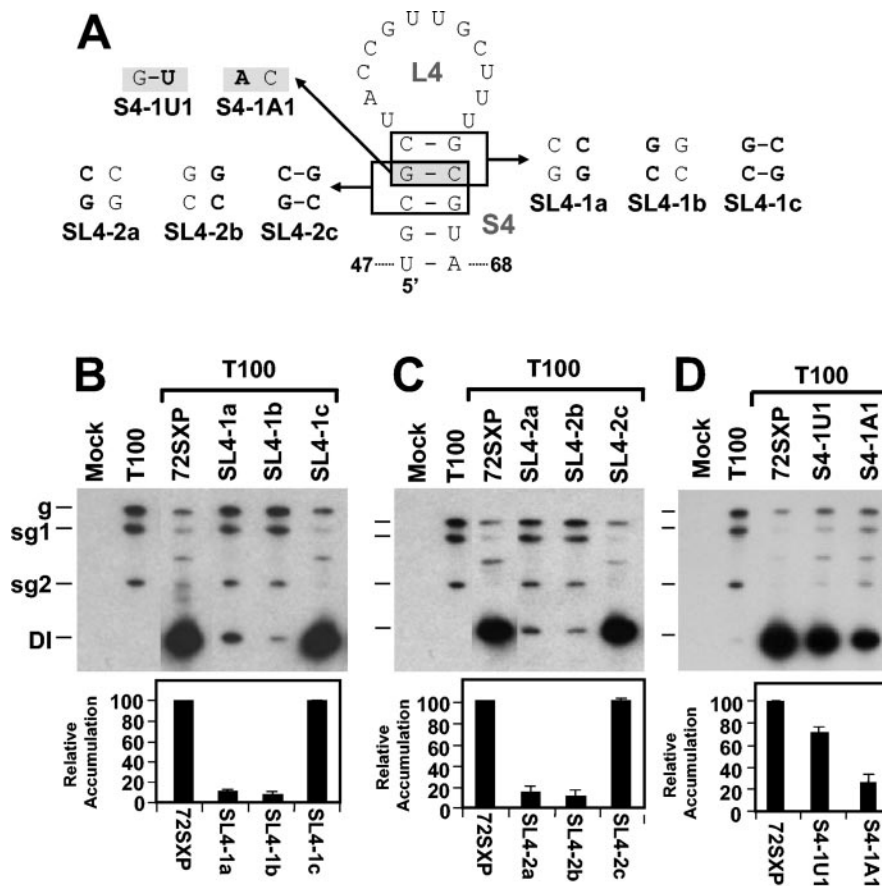 A
G-U
A C
S4-1U1
S4-1A1
L4
U A C C G U U G C U U U
C - G
G - C
C - G
G U
U - A
47
68
5’
S4
C C
G G
SL4-2a
G G
C C
SL4-2b
C-G
G-C
SL4-2c
C C
G G
SL4-1a
G G
C C
SL4-1b
G-C
C-G
SL4-1c
B
T100
Mock
T100
72SXP
SL4-1a
SL4-1b
SL4-1c
g
sg1
sg2
DI
Relative
Accumulation
100
80
60
40
20
0
72SXP
SL4-1a
SL4-1b
SL4-1c
C
T100
Mock
T100
72SXP
SL4-2a
SL4-2b
SL4-2c
Relative
Accumulation
100
80
60
40
20
0
72SXP
SL4-2a
SL4-2b
SL4-2c
D
T100
Mock
T100
72SXP
S4-1U1
S4-1A1
Relative
Accumulation
100
80
60
40
20
0
72SXP
S4-1U1
S4-1A1